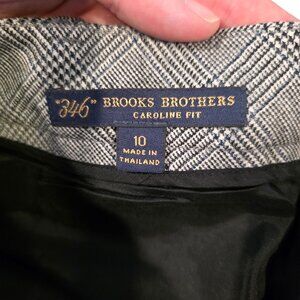 "346" BROOKS BROTHERS
CAROLINE FIT
10
MADE IN
THAILAND